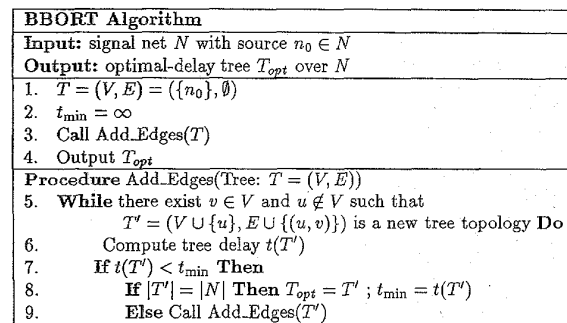 BBORT Algorithm
Input: signal net N with source n₀ ∈ N
Output: optimal-delay tree T_opt over N
1. T = (V, E) = ({n₀}, ∅)
2. t_min = ∞
3. Call Add_Edges(T)
4. Output T_opt
Procedure Add_Edges(Tree: T = (V, E))
5. While there exist v ∈ V and u ∉ V such that
T′ = (V ∪ {u}, E ∪ {(u, v)}) is a new tree topology Do
6. Compute tree delay t(T′)
7. If t(T′) < t_min Then
8. If |T′| = |N| Then T_opt = T′ ; t_min = t(T′)
9. Else Call Add_Edges(T′)